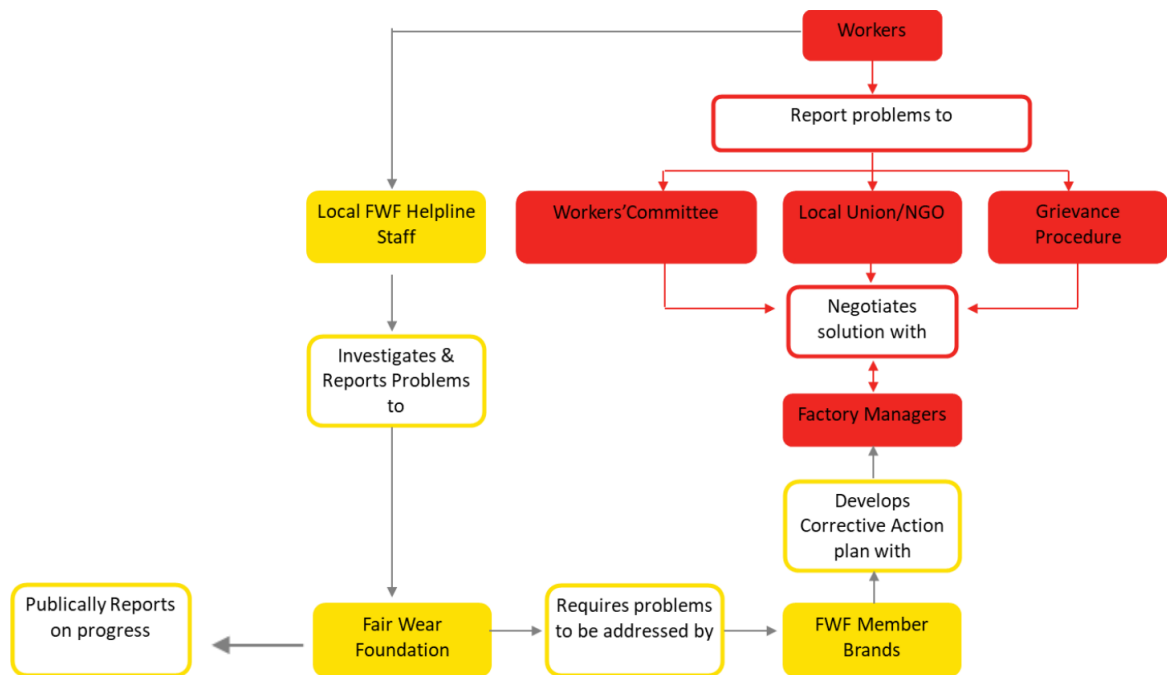 Workers
Report problems to
Local FWF Helpline
Staff
Workers'Committee
Local Union/NGO
Grievance
Procedure
Negotiates
solution with
Investigates &
Reports Problems
to
Factory Managers
Develops
Corrective Action
plan with
Publically Reports
on progress
Fair Wear
Foundation
Requires problems
to be addressed by
FWF Member
Brands